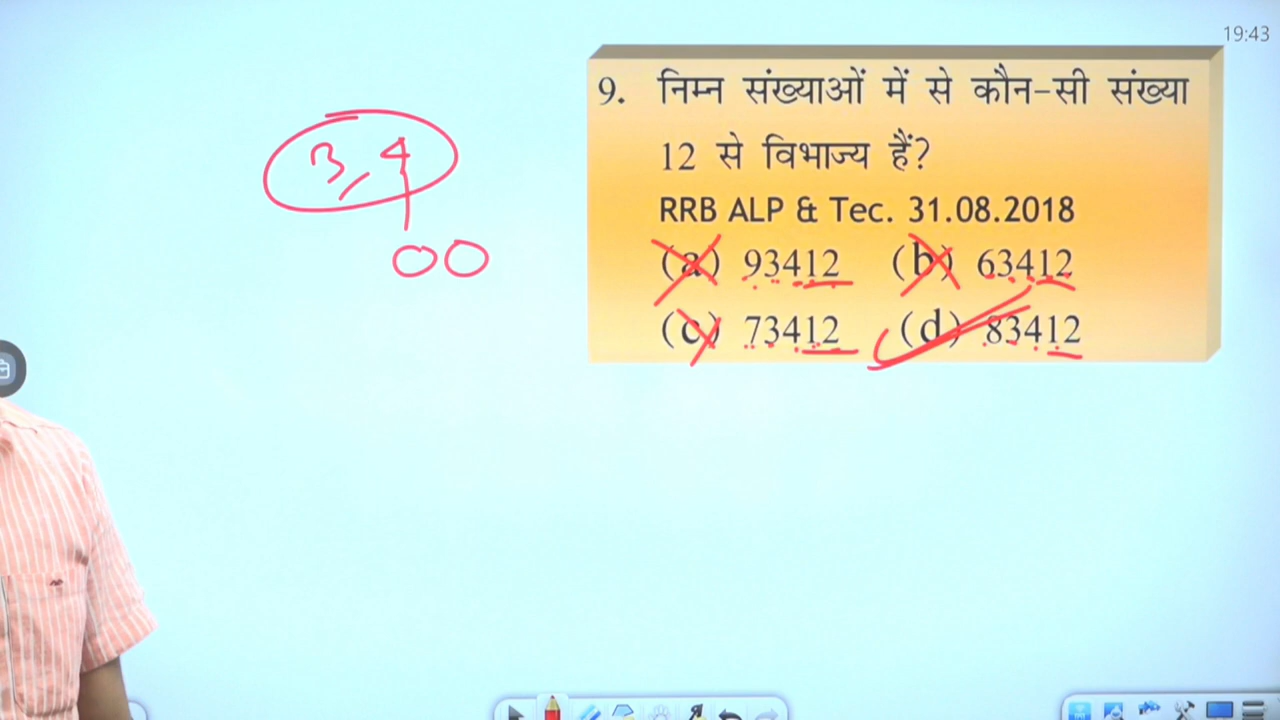 19:43
9. निम्न संख्याओं में से कौन-सी संख्या
12 से विभाज्य हैं?
RRB ALP & Tec. 31.08.2018
(a) 93412 (b) 63412
(c) 73412 (d) 83412
3, 4
00